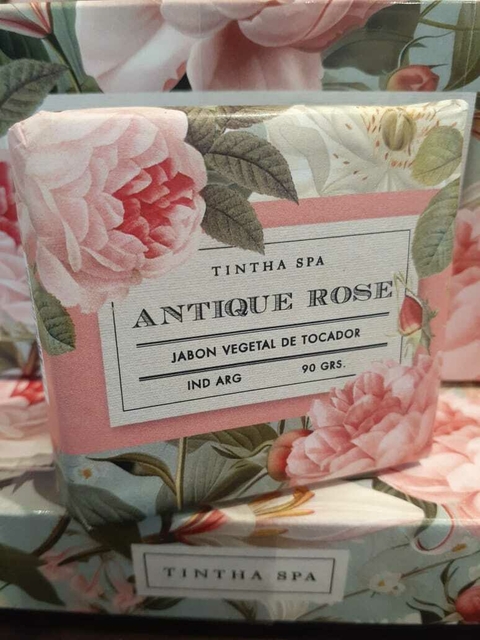 TINTHA SPA
ANTIQUE ROSE
JABON VEGETAL DE TOCADOR
IND ARG 90 GRS.
TINTHA SPA